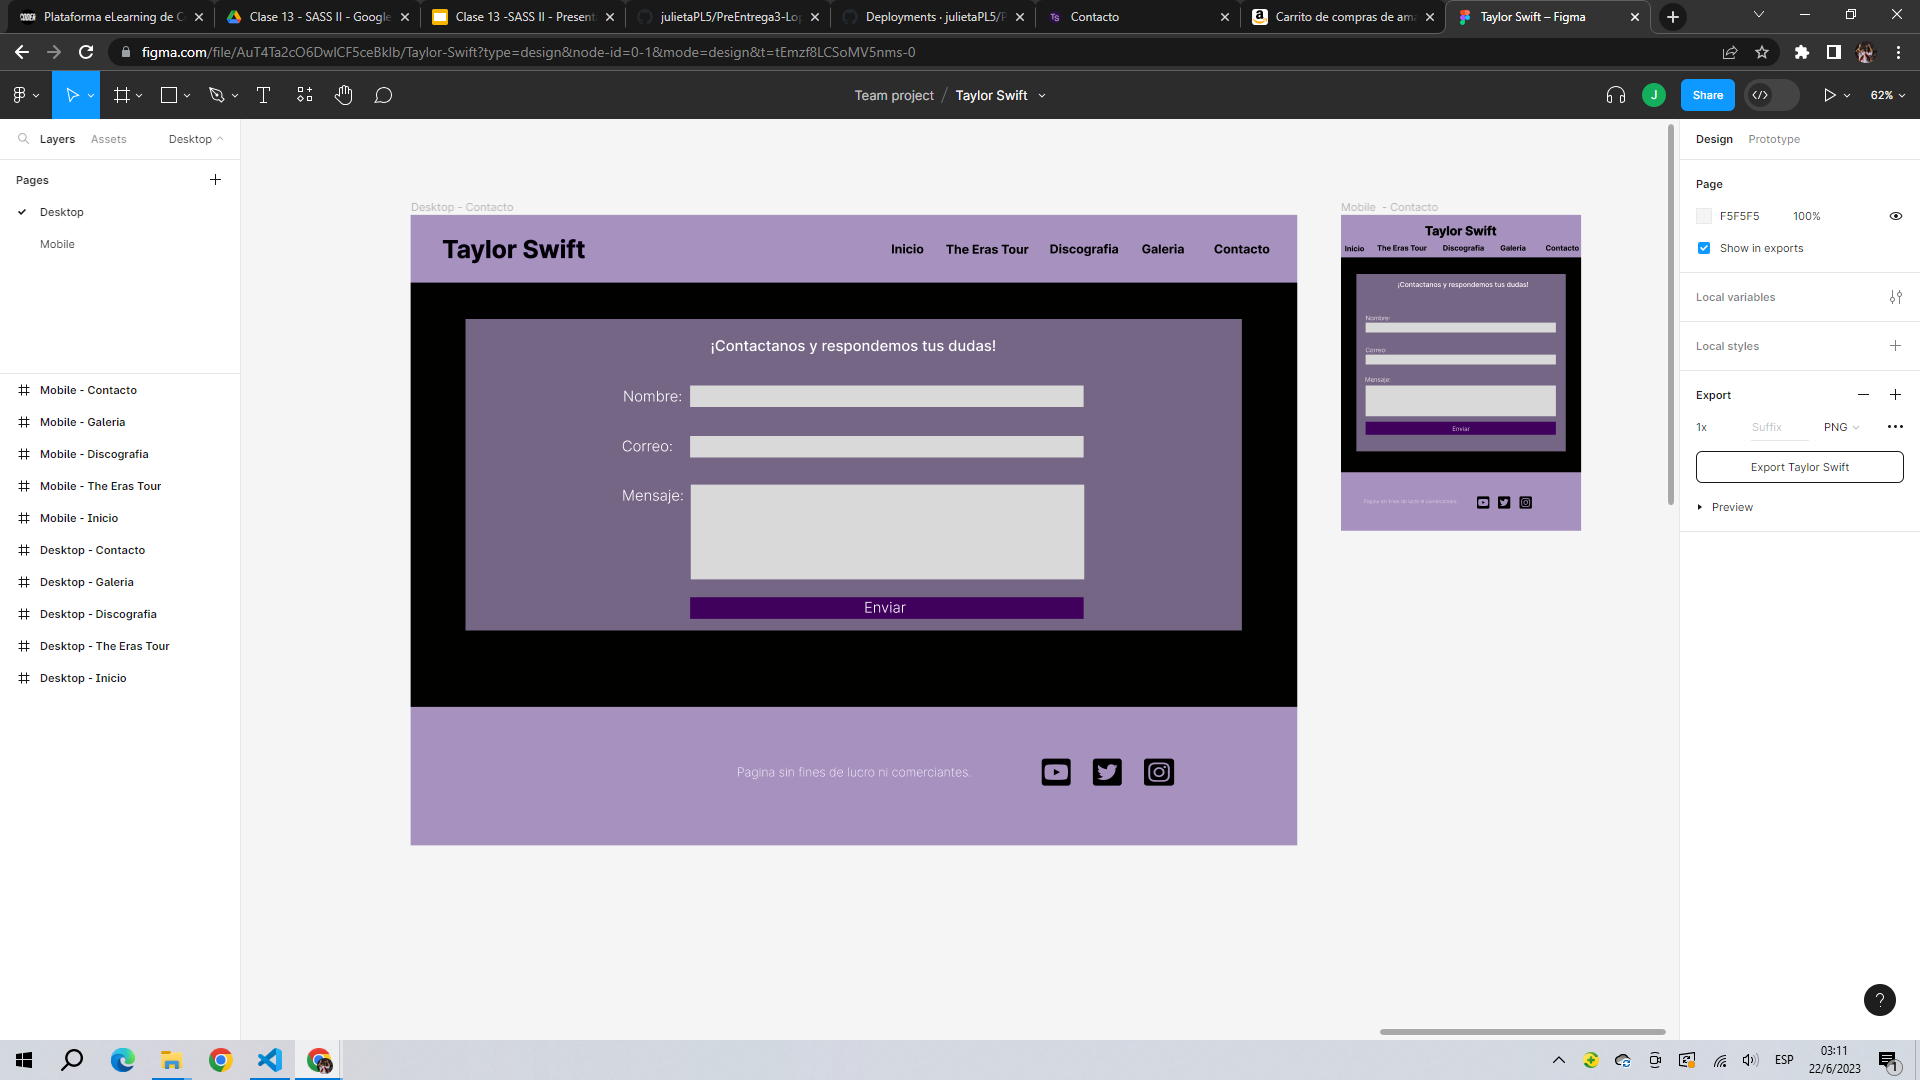 Plataforma eLearning de C
Clase 13 - SASS II - Google
Clase 13 -SASS II - Present
julietaPL5/PreEntrega3-Lop
Deployments · julietaPL5/P
Contacto
Carrito de compras de ama
Taylor Swift – Figma
figma.com/file/AuT4Ta2cO6DwlCF5ceBklb/Taylor-Swift?type=design&node-id=0-1&mode=design&t=tEmzf8LCSoMV5nms-0
Team project / Taylor Swift
J
Share
62%
Layers
Assets
Desktop
Pages
Desktop
Mobile
Mobile - Contacto
Mobile - Galeria
Mobile - Discografia
Mobile - The Eras Tour
Mobile - Inicio
Desktop - Contacto
Desktop - Galeria
Desktop - Discografia
Desktop - The Eras Tour
Desktop - Inicio
Desktop - Contacto
Taylor Swift
Inicio
The Eras Tour
Discografia
Galeria
Contacto
¡Contactanos y respondemos tus dudas!
Nombre:
Correo:
Mensaje:
Enviar
Pagina sin fines de lucro ni comerciantes.
Mobile - Contacto
Taylor Swift
Inicio
The Eras Tour
Discografia
Galeria
Contacto
¡Contactanos y respondemos tus dudas!
Nombre:
Correo:
Mensaje:
Enviar
Pagina sin fines de lucro ni comerciantes.
Design
Prototype
Page
F5F5F5
100%
Show in exports
Local variables
Local styles
Export
1x
Suffix
PNG
Export Taylor Swift
Preview
?
ESP
03:11
22/6/2023
1